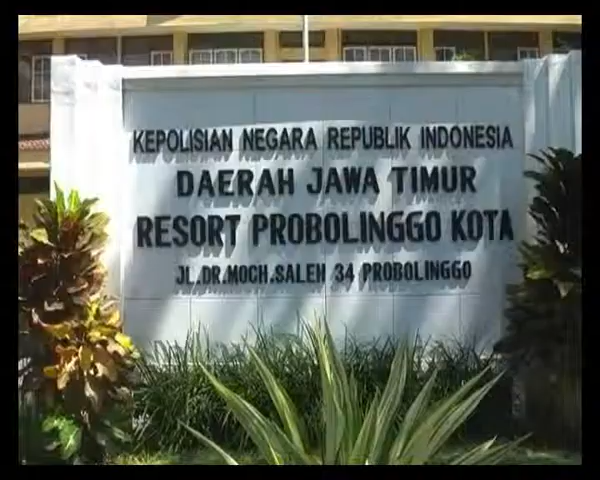 KEPOLISIAN NEGARA REPUBLIK INDONESIA
DAERAH JAWA TIMUR
RESORT PROBOLINGGO KOTA
JL.DR.MOCH.SALEH 34 PROBOLINGGO